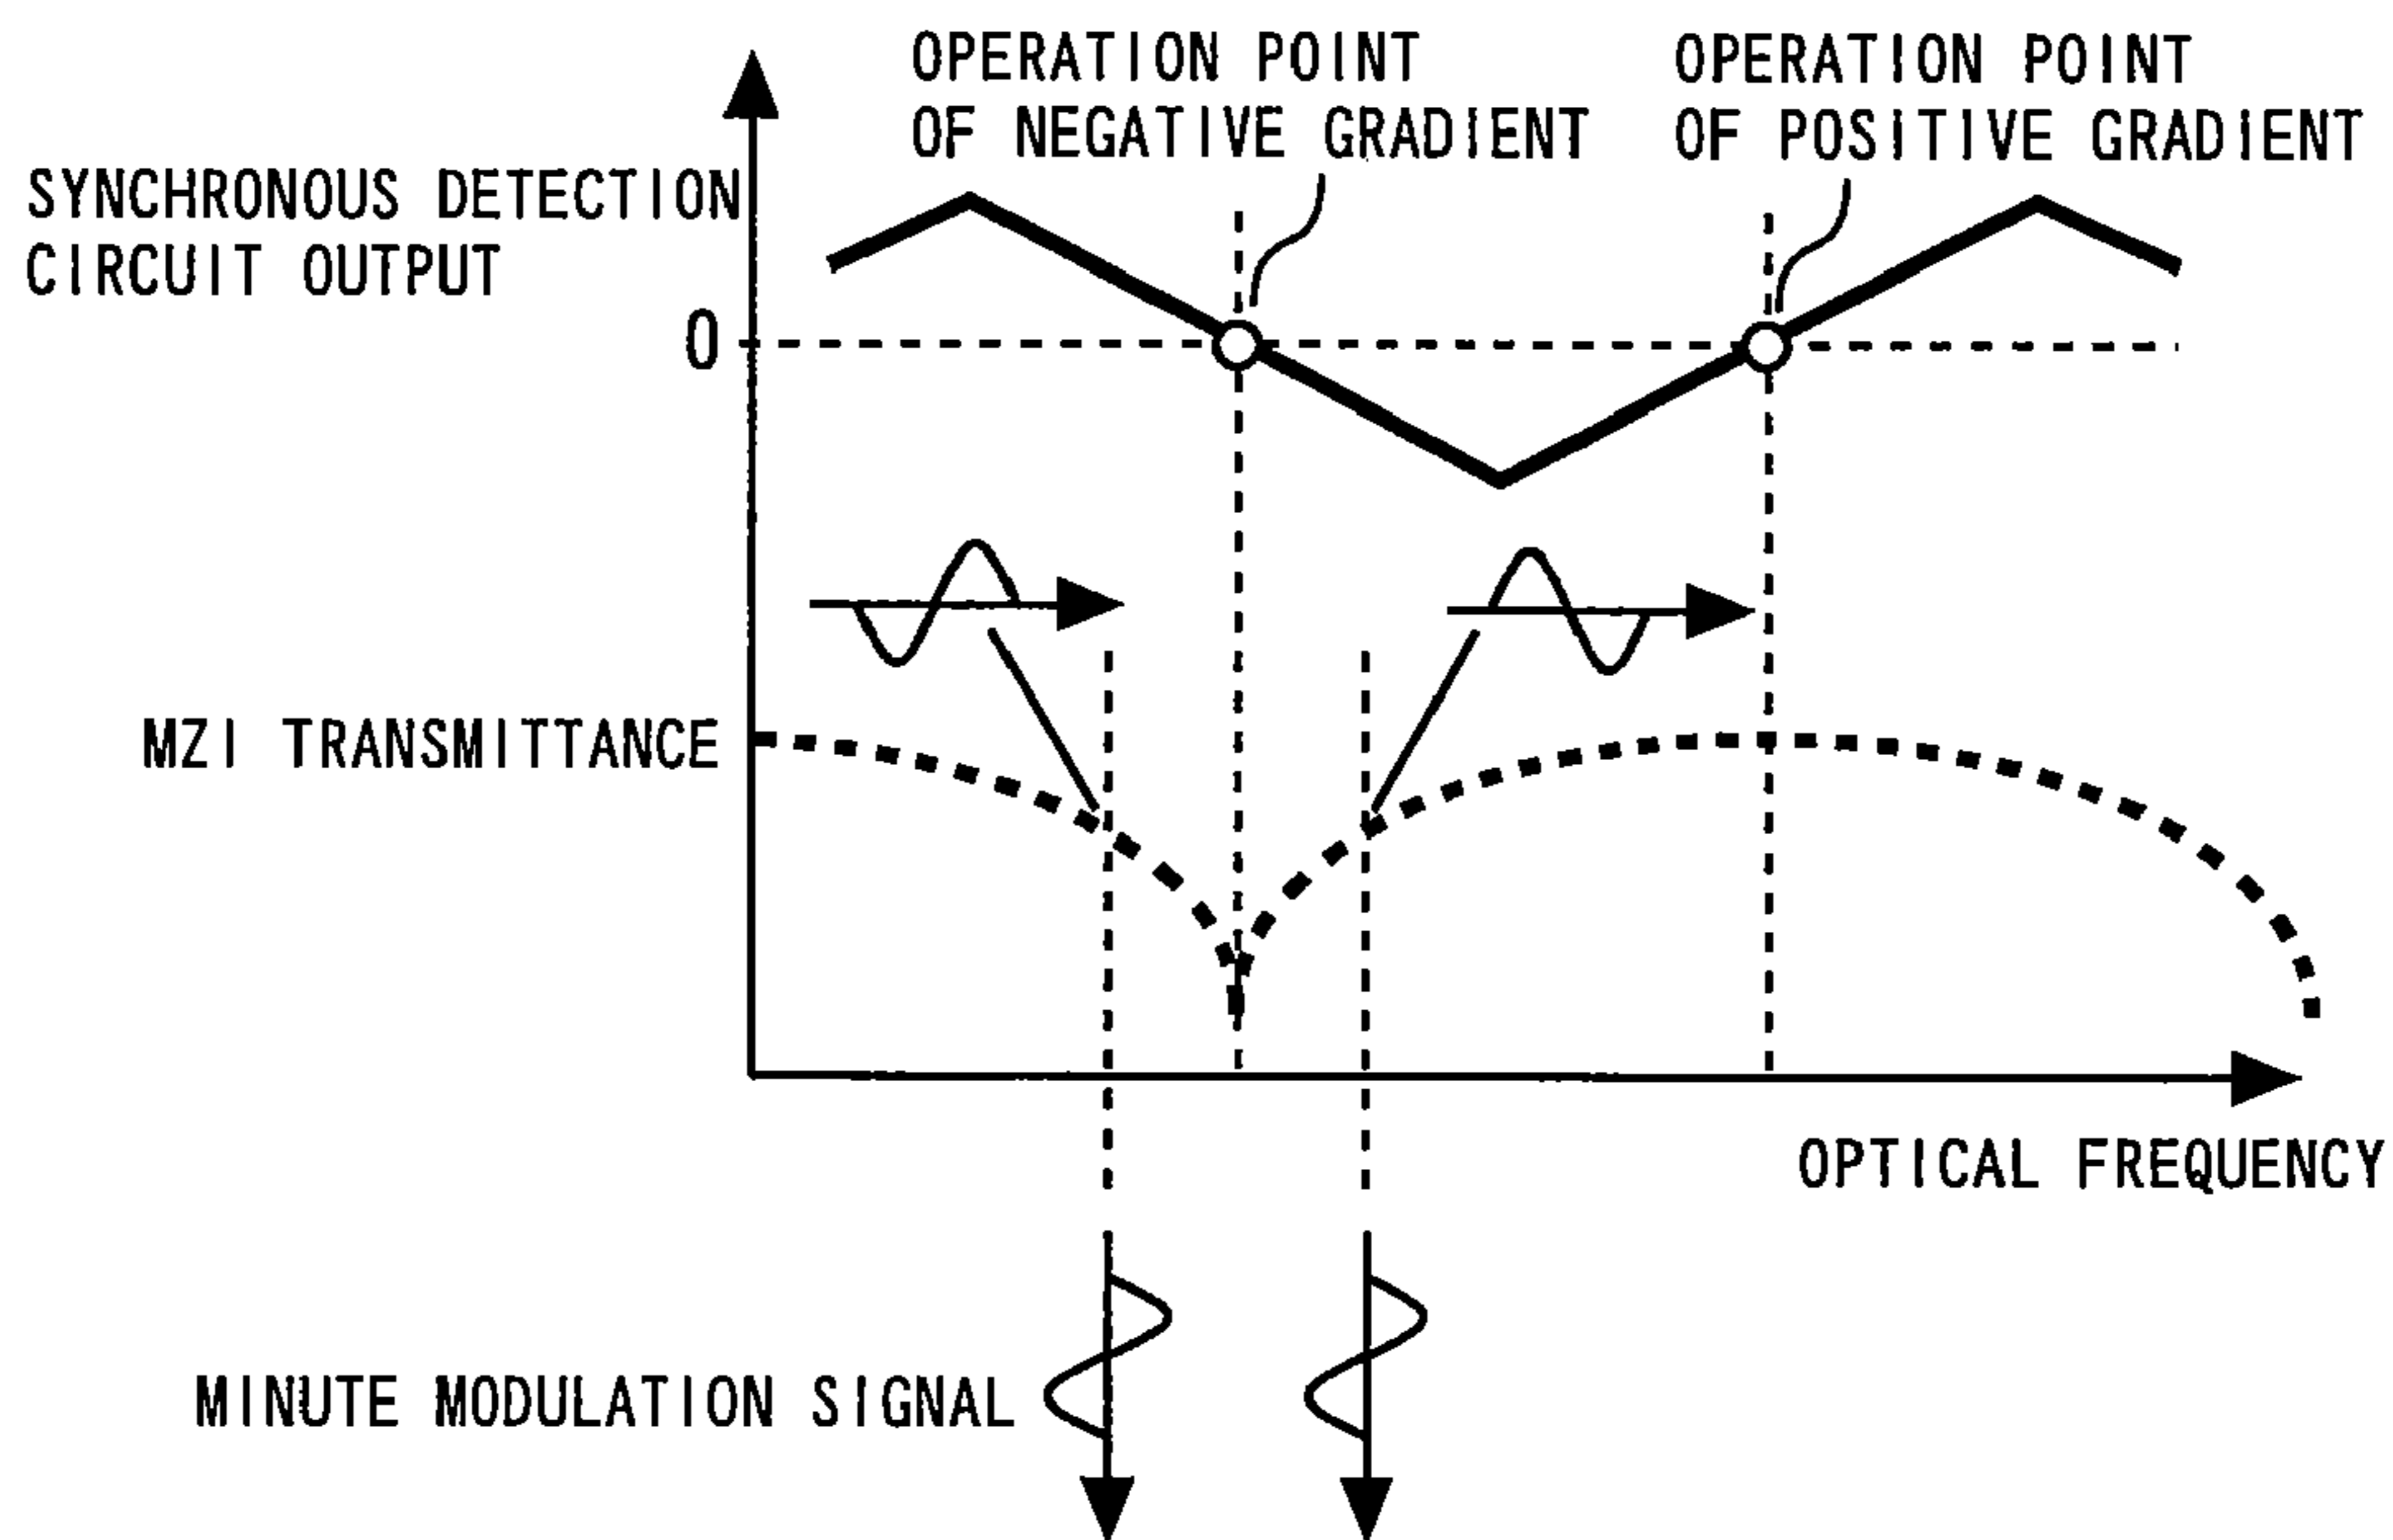 OPERATION POINT
OF NEGATIVE GRADIENT
OPERATION POINT
OF POSITIVE GRADIENT
SYNCHRONOUS DETECTION
CIRCUIT OUTPUT
0
MZI TRANSMITTANCE
OPTICAL FREQUENCY
MINUTE MODULATION SIGNAL